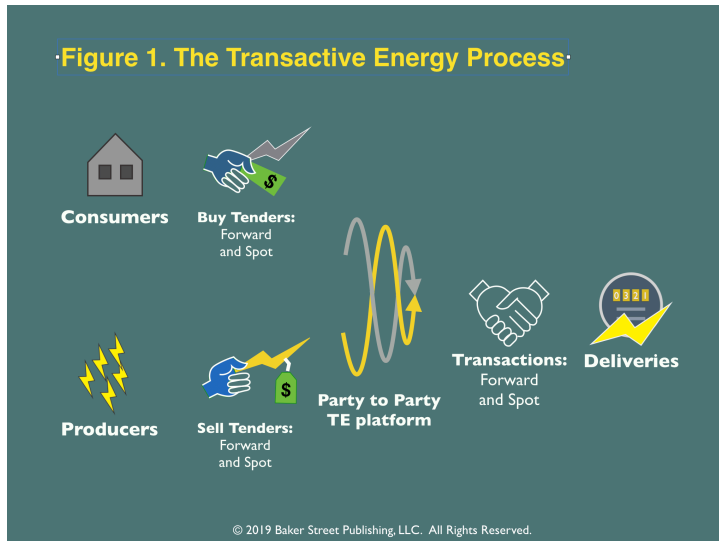 Figure 1. The Transactive Energy Process
Consumers
Buy Tenders:
Forward
and Spot
$
Producers
Sell Tenders:
Forward
and Spot
$
Party to Party
TE platform
Transactions:
Forward
and Spot
0321
Deliveries
© 2019 Baker Street Publishing, LLC. All Rights Reserved.